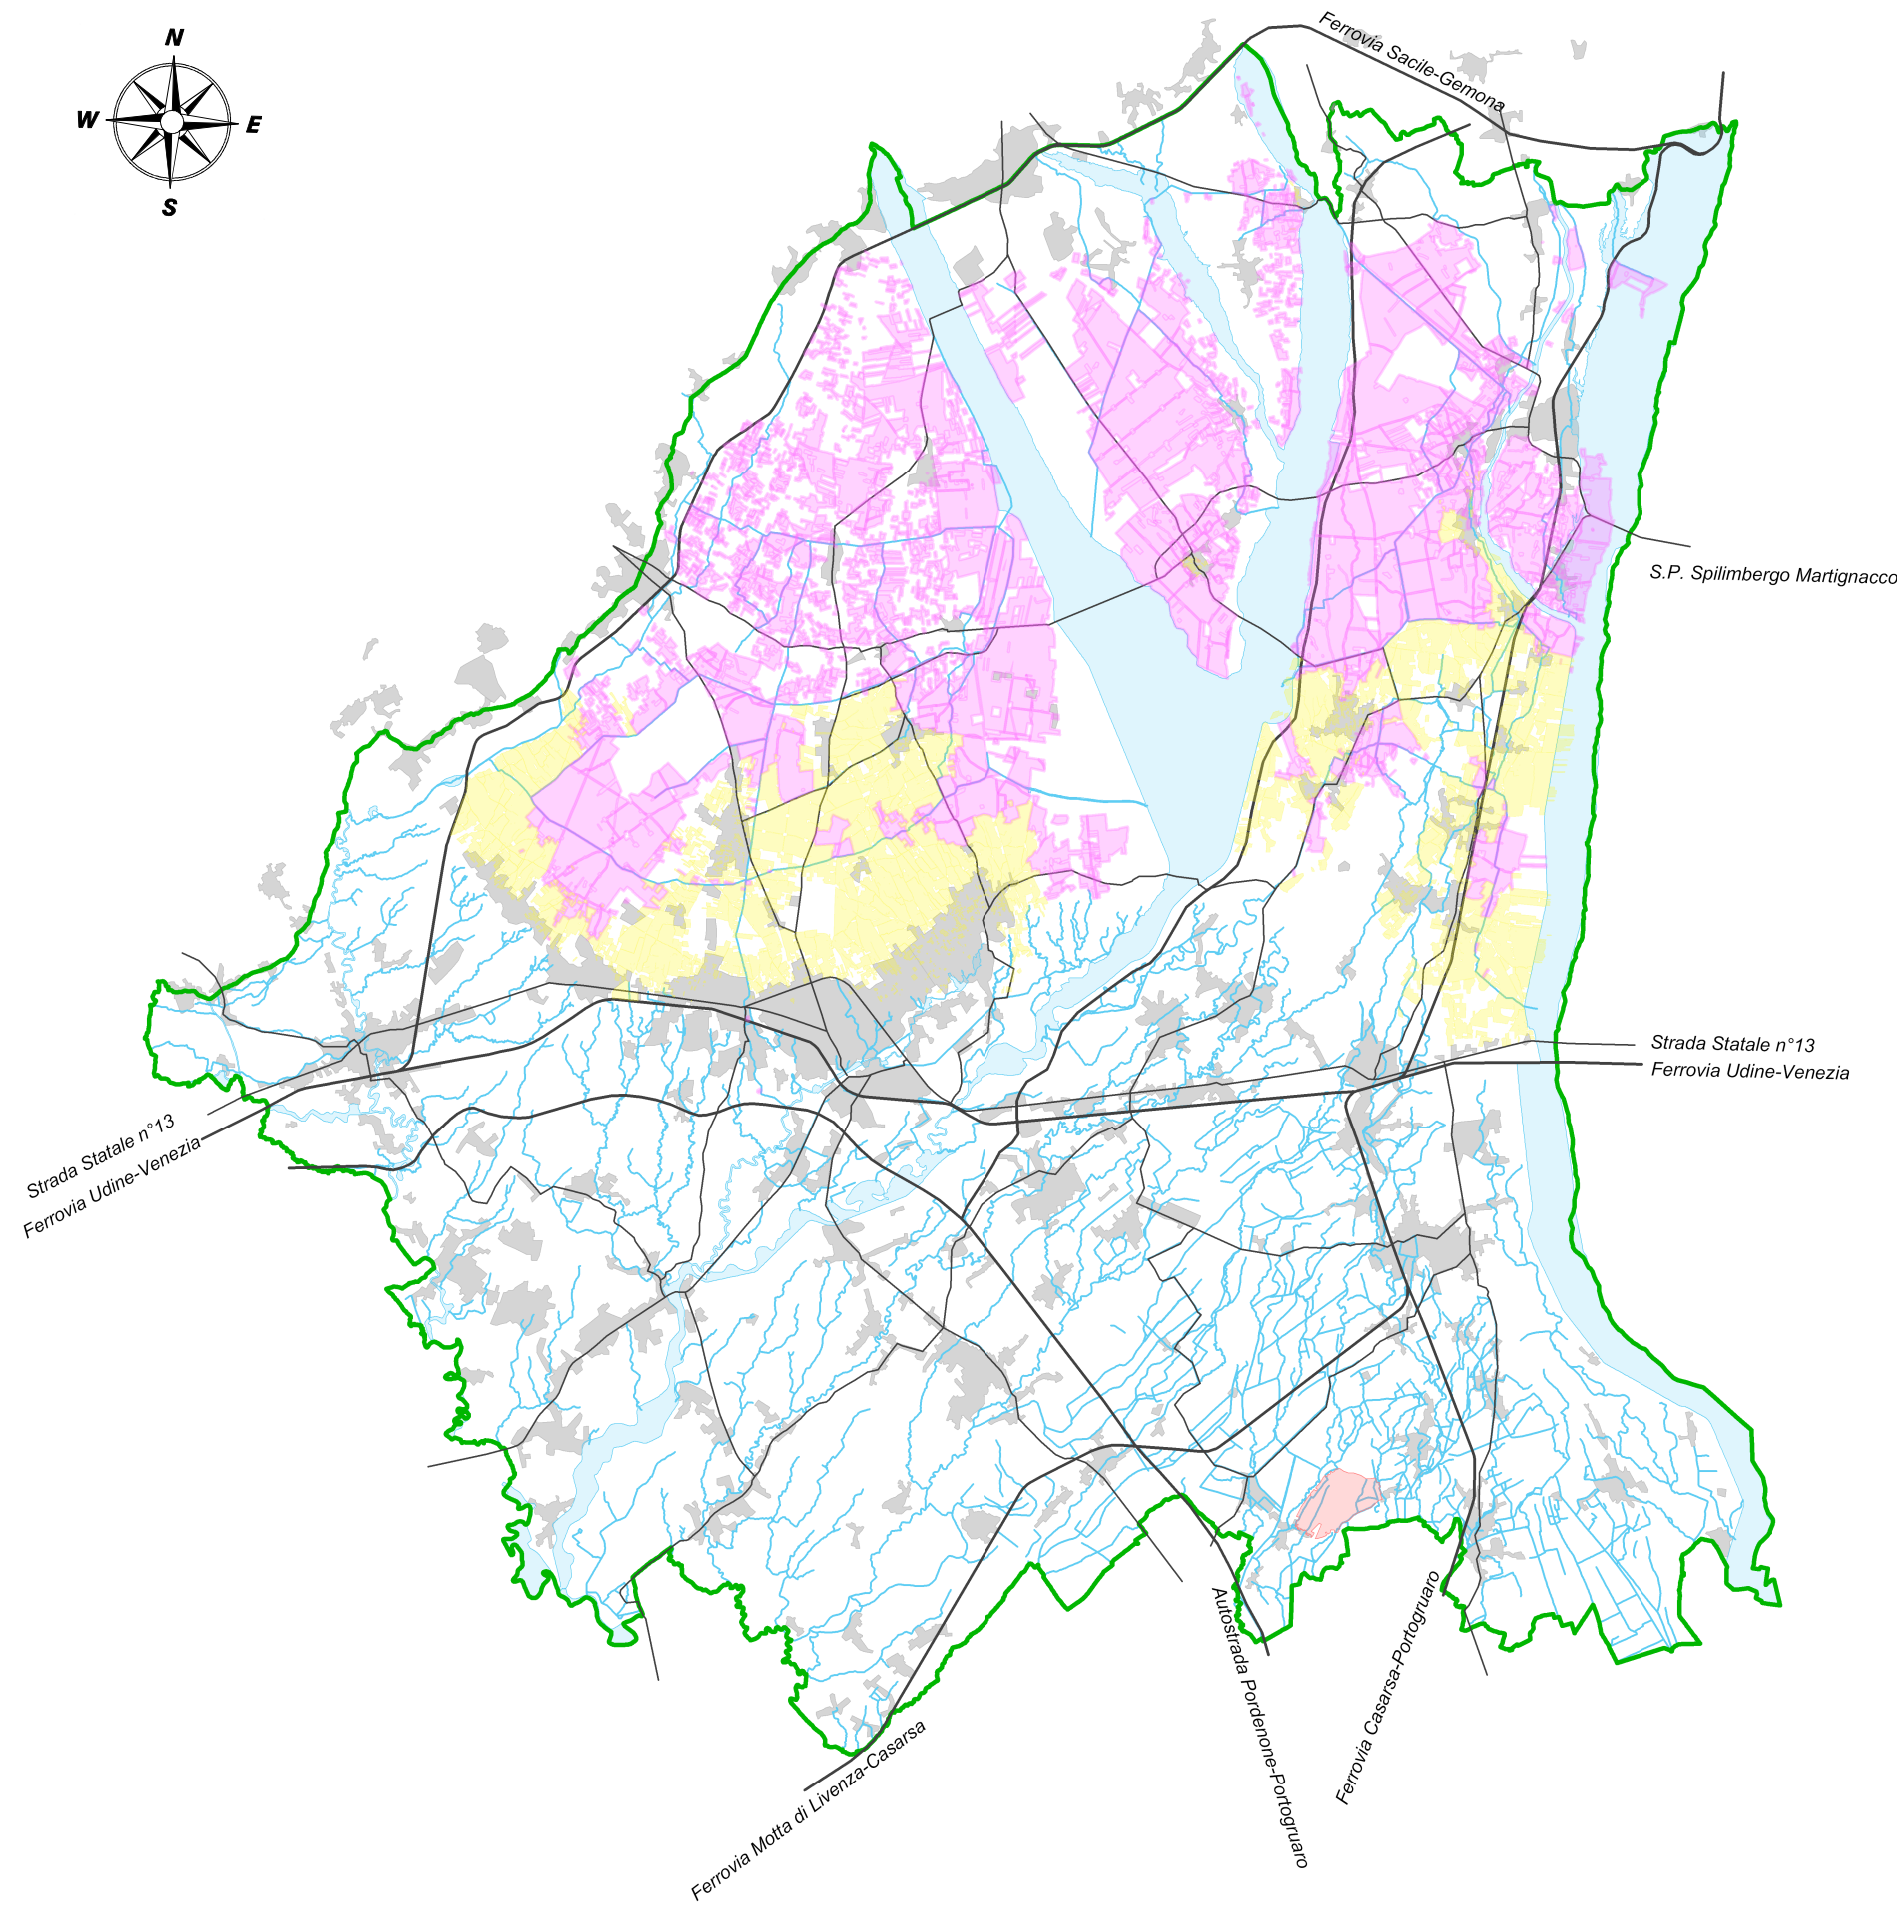 N
W
E
S
Ferrovia Sacile-Gemona
S.P. Spilimbergo Martignacco
Strada Statale n°13
Ferrovia Udine-Venezia
Strada Statale n°13
Ferrovia Udine-Venezia
Ferrovia Motta di Livenza-Casarsa
Autostrada Pordenone-Portogruaro
Ferrovia Casarsa-Portogruaro